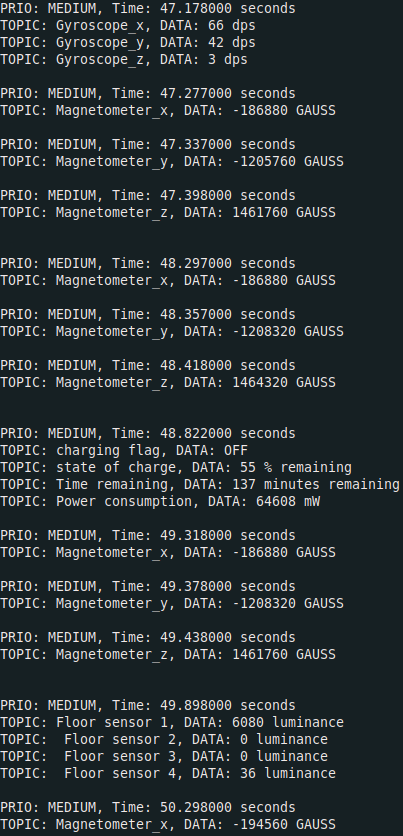 PRIO: MEDIUM, Time: 47.178000 seconds
TOPIC: Gyroscope_x, DATA: 66 dps
TOPIC: Gyroscope_y, DATA: 42 dps
TOPIC: Gyroscope_z, DATA: 3 dps
PRIO: MEDIUM, Time: 47.277000 seconds
TOPIC: Magnetometer_x, DATA: -186880 GAUSS
PRIO: MEDIUM, Time: 47.337000 seconds
TOPIC: Magnetometer_y, DATA: -1205760 GAUSS
PRIO: MEDIUM, Time: 47.398000 seconds
TOPIC: Magnetometer_z, DATA: 1461760 GAUSS
PRIO: MEDIUM, Time: 48.297000 seconds
TOPIC: Magnetometer_x, DATA: -186880 GAUSS
PRIO: MEDIUM, Time: 48.357000 seconds
TOPIC: Magnetometer_y, DATA: -1208320 GAUSS
PRIO: MEDIUM, Time: 48.418000 seconds
TOPIC: Magnetometer_z, DATA: 1464320 GAUSS
PRIO: MEDIUM, Time: 48.822000 seconds
TOPIC: charging flag, DATA: OFF
TOPIC: state of charge, DATA: 55 % remaining
TOPIC: Time remaining, DATA: 137 minutes remaining
TOPIC: Power consumption, DATA: 64608 mW
PRIO: MEDIUM, Time: 49.318000 seconds
TOPIC: Magnetometer_x, DATA: -186880 GAUSS
PRIO: MEDIUM, Time: 49.378000 seconds
TOPIC: Magnetometer_y, DATA: -1208320 GAUSS
PRIO: MEDIUM, Time: 49.438000 seconds
TOPIC: Magnetometer_z, DATA: 1461760 GAUSS
PRIO: MEDIUM, Time: 49.898000 seconds
TOPIC: Floor sensor 1, DATA: 6080 luminance
TOPIC:  Floor sensor 2, DATA: 0 luminance
TOPIC:  Floor sensor 3, DATA: 0 luminance
TOPIC:  Floor sensor 4, DATA: 36 luminance
PRIO: MEDIUM, Time: 50.298000 seconds
TOPIC: Magnetometer_x, DATA: -194560 GAUSS